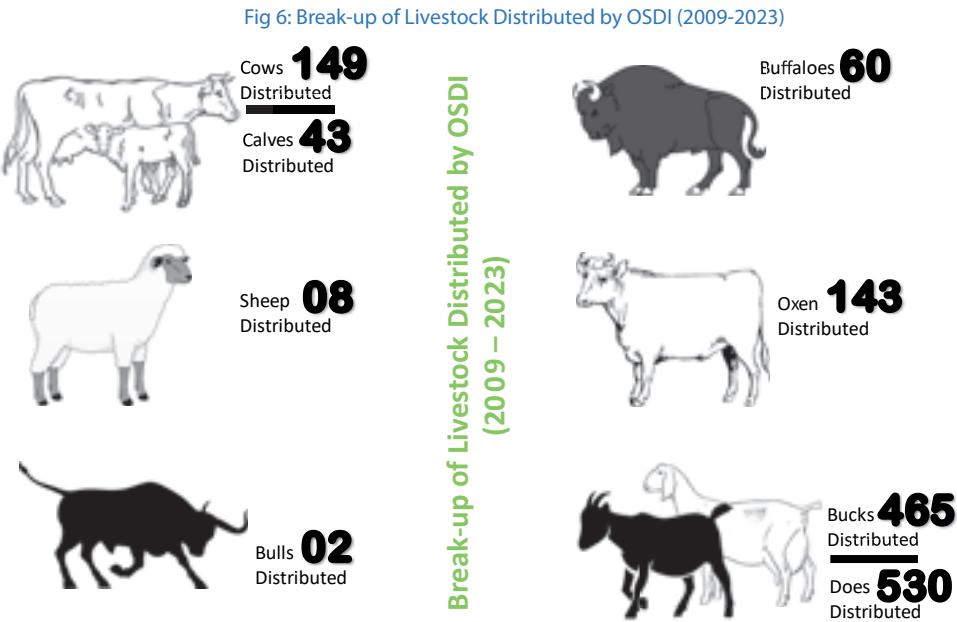 Fig 6: Break-up of Livestock Distributed by OSDI (2009-2023)
Cows 149
Distributed
Calves 43
Distributed
Sheep 08
Distributed
Bulls 02
Distributed
Break-up of Livestock Distributed by OSDI
(2009 – 2023)
Buffaloes 60
Distributed
Oxen 143
Distributed
Bucks 465
Distributed
Does 530
Distributed